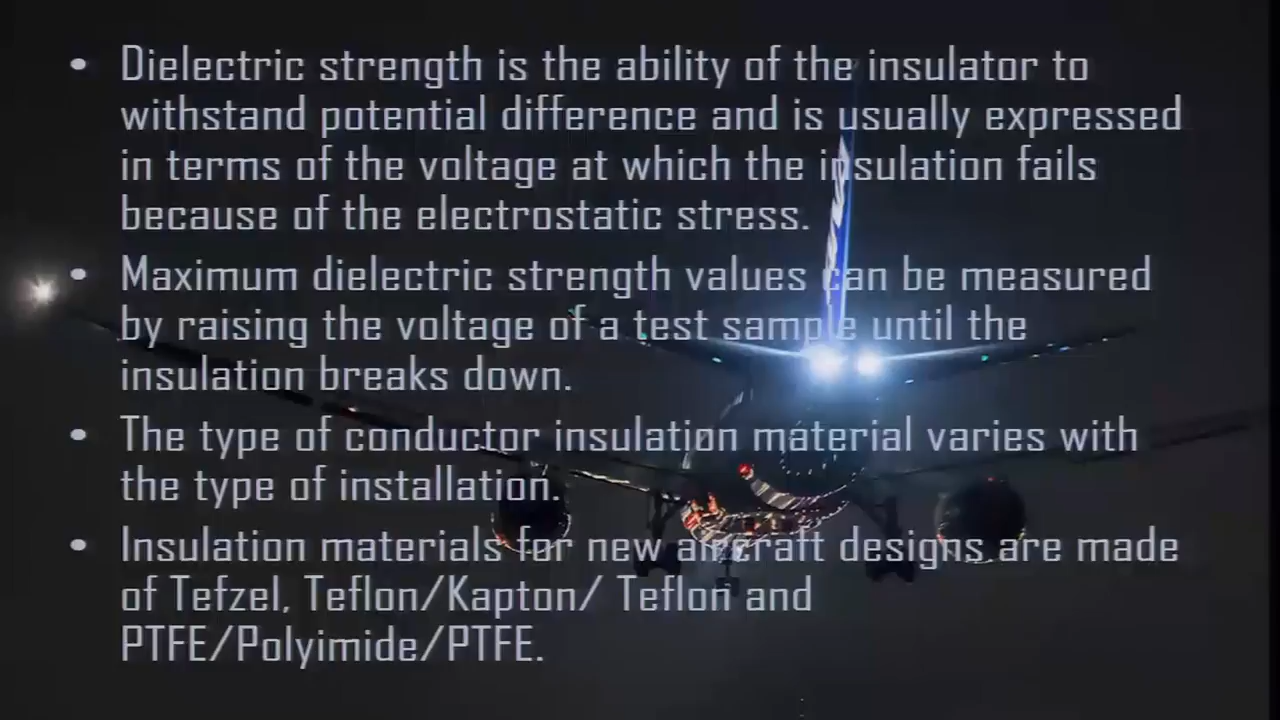 • Dielectric strength is the ability of the insulator to
withstand potential difference and is usually expressed
in terms of the voltage at which the insulation fails
because of the electrostatic stress.
• Maximum dielectric strength values can be measured
by raising the voltage of a test sample until the
insulation breaks down.
• The type of conductor insulation material varies with
the type of installation.
• Insulation materials for new aircraft designs are made
of Tefzel, Teflon/Kapton/ Teflon and
PTFE/Polyimide/PTFE.